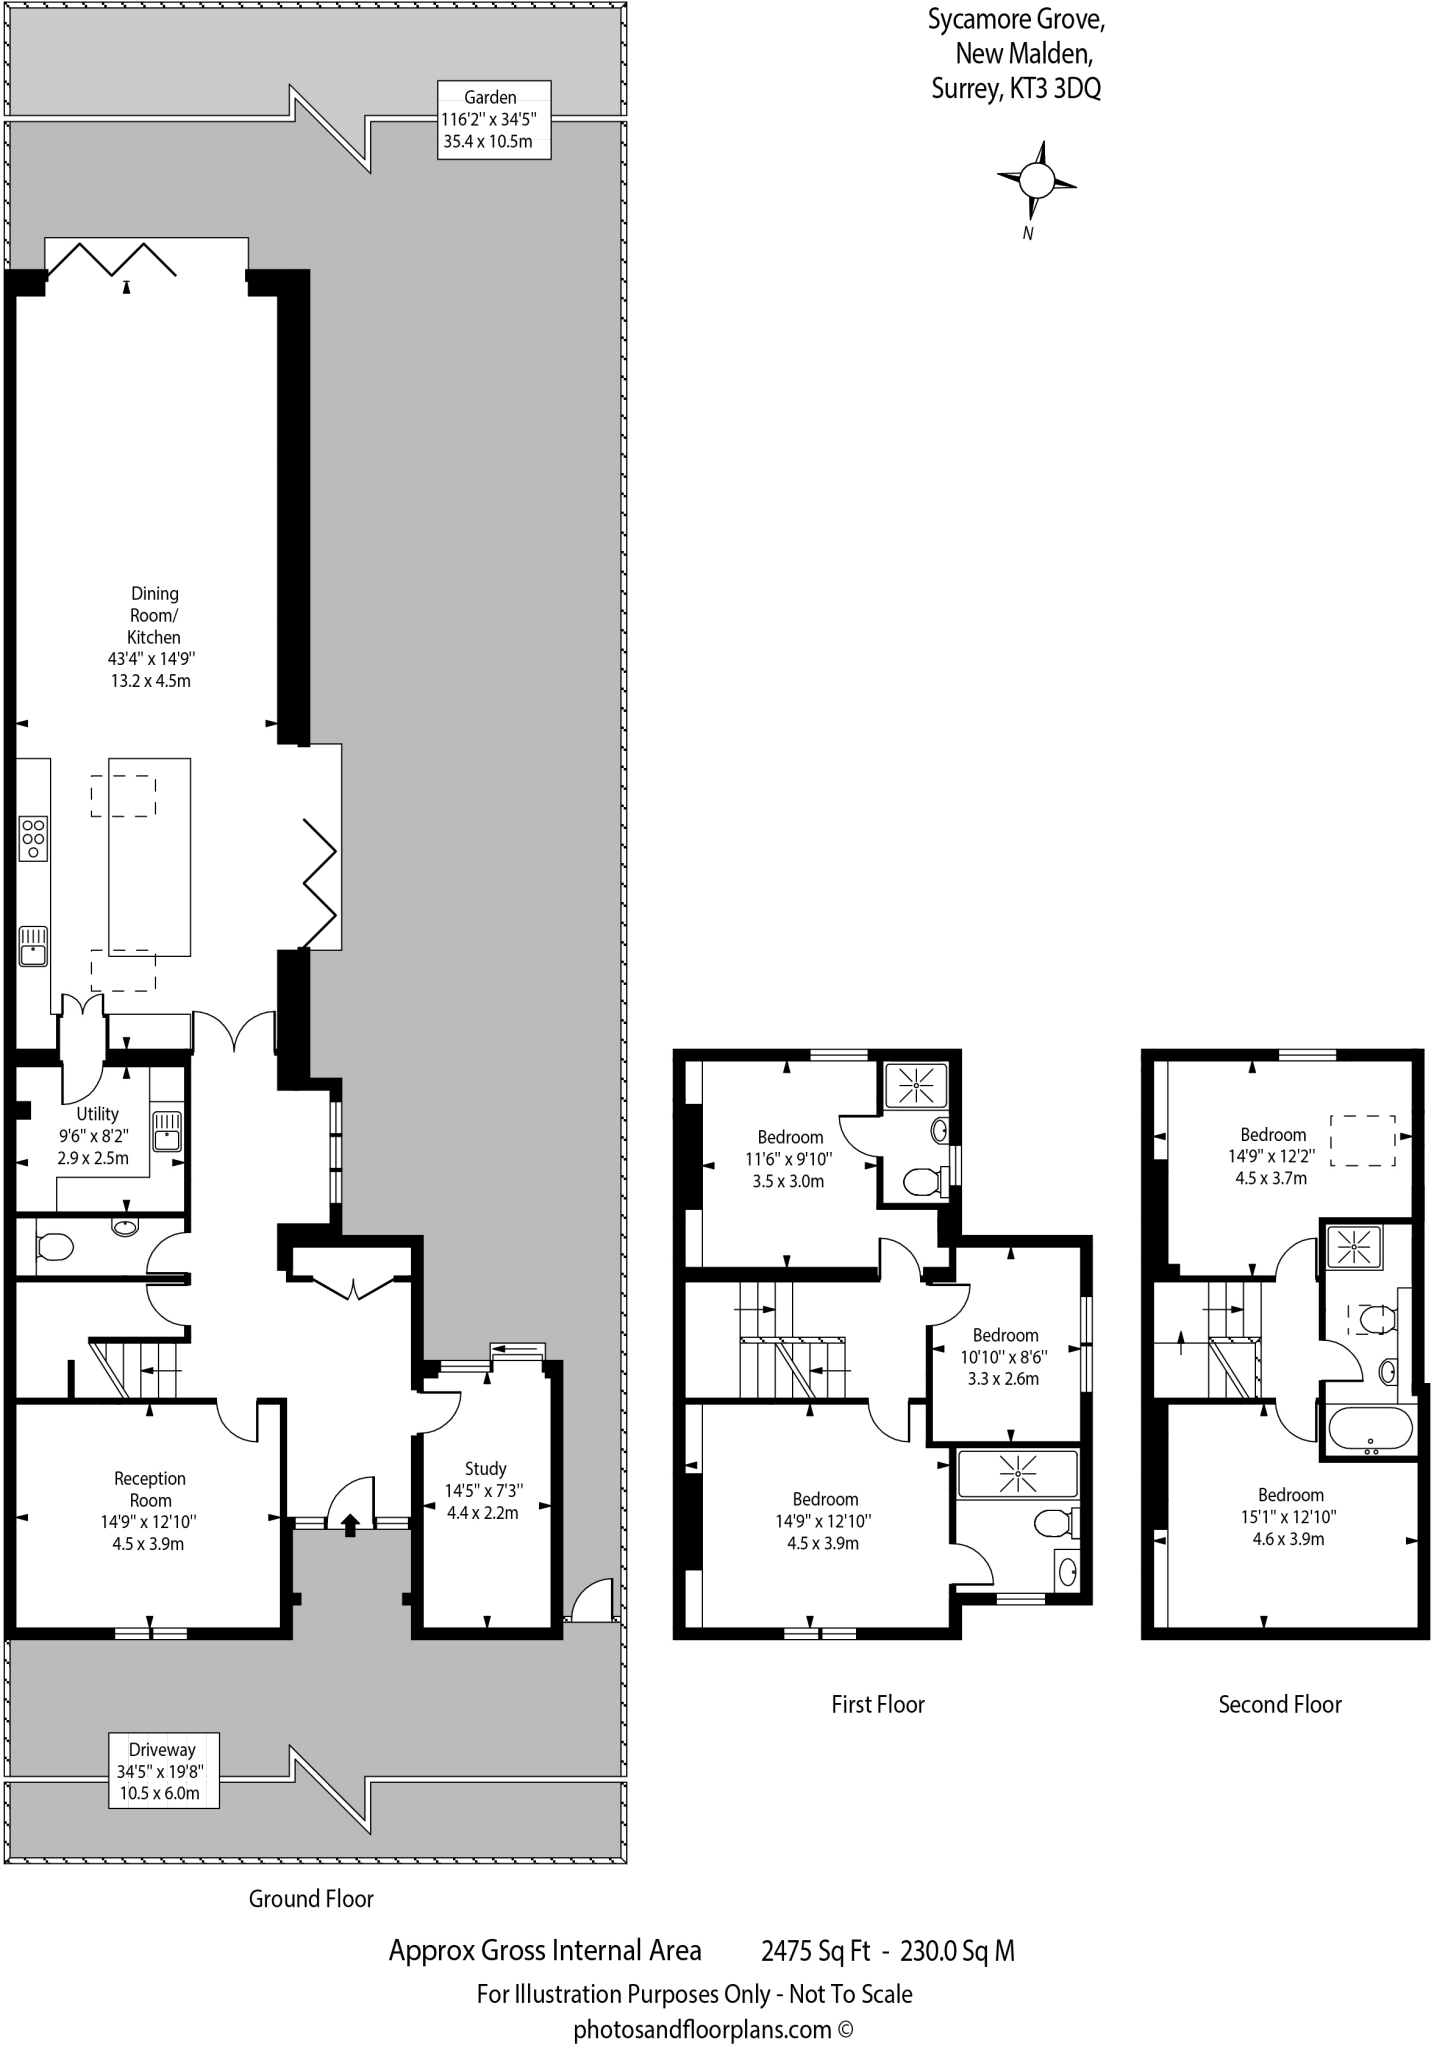 Sycamore Grove,
New Malden,
Surrey, KT3 3DQ
N
Garden
116'2" x 34'5"
35.4 x 10.5m
Dining
Room/
Kitchen
43'4" x 14'9"
13.2 x 4.5m
Utility
9'6" x 8'2"
2.9 x 2.5m
Reception
Room
14'9" x 12'10"
4.5 x 3.9m
Study
14'5" x 7'3"
4.4 x 2.2m
Driveway
34'5" x 19'8"
10.5 x 6.0m
Ground Floor
Bedroom
11'6" x 9'10"
3.5 x 3.0m
Bedroom
10'10" x 8'6"
3.3 x 2.6m
Bedroom
14'9" x 12'10"
4.5 x 3.9m
First Floor
Bedroom
14'9" x 12'2"
4.5 x 3.7m
Bedroom
15'1" x 12'10"
4.6 x 3.9m
Second Floor
Approx Gross Internal Area 2475 Sq Ft - 230.0 Sq M
For Illustration Purposes Only - Not To Scale
photosandfloorplans.com ©